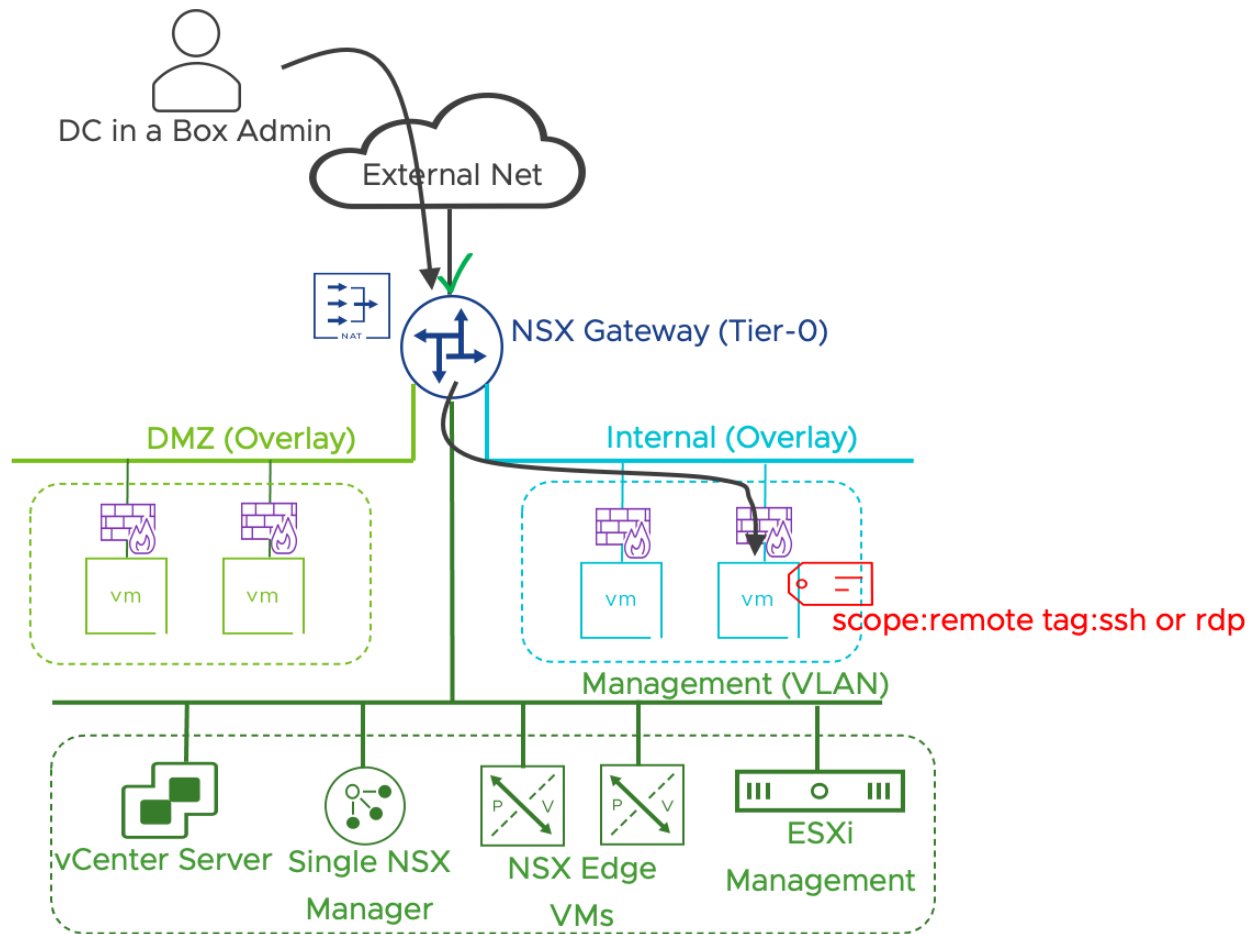 DC in a Box Admin
External Net
NAT
NSX Gateway (Tier-0)
DMZ (Overlay)
Internal (Overlay)
vm
vm
vm
vm
scope:remote tag:ssh or rdp
Management (VLAN)
P V
P V
vCenter Server
Single NSX
Manager
NSX Edge
VMs
ESXi
Management